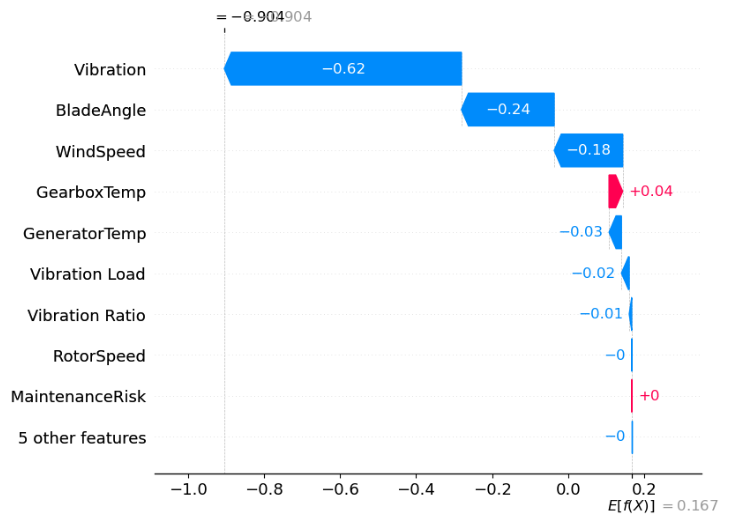 = −0.904
= −0.904
Vibration
−0.62
BladeAngle
−0.24
WindSpeed
−0.18
GearboxTemp
+0.04
GeneratorTemp
−0.03
Vibration Load
−0.02
Vibration Ratio
−0.01
RotorSpeed
−0
MaintenanceRisk
+0
5 other features
−0
−1.0 −0.8 −0.6 −0.4 −0.2 0.0 0.2
E[f(X)] = 0.167